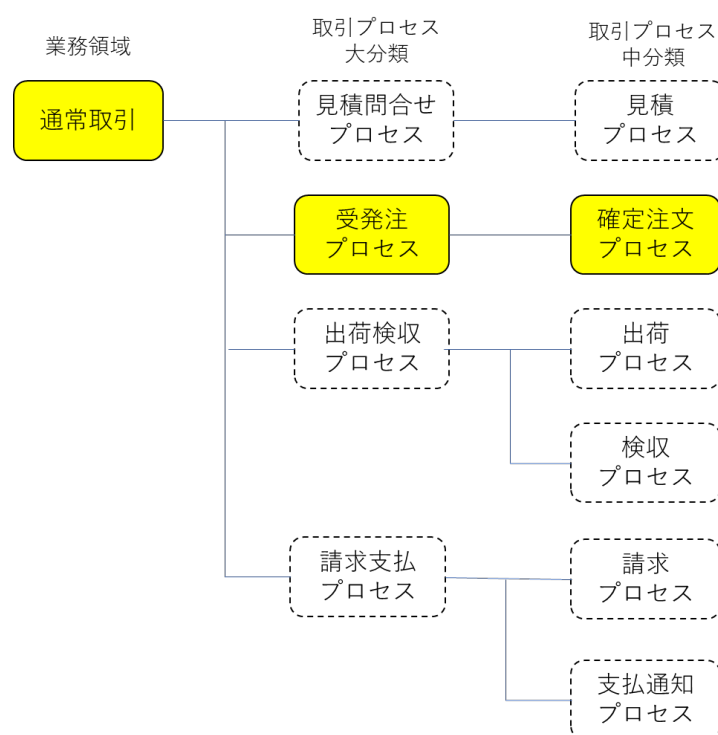 業務領域
取引プロセス
大分類
取引プロセス
中分類
通常取引
見積問合せ
プロセス
見積
プロセス
受発注
プロセス
確定注文
プロセス
出荷検収
プロセス
出荷
プロセス
検収
プロセス
請求支払
プロセス
請求
プロセス
支払通知
プロセス